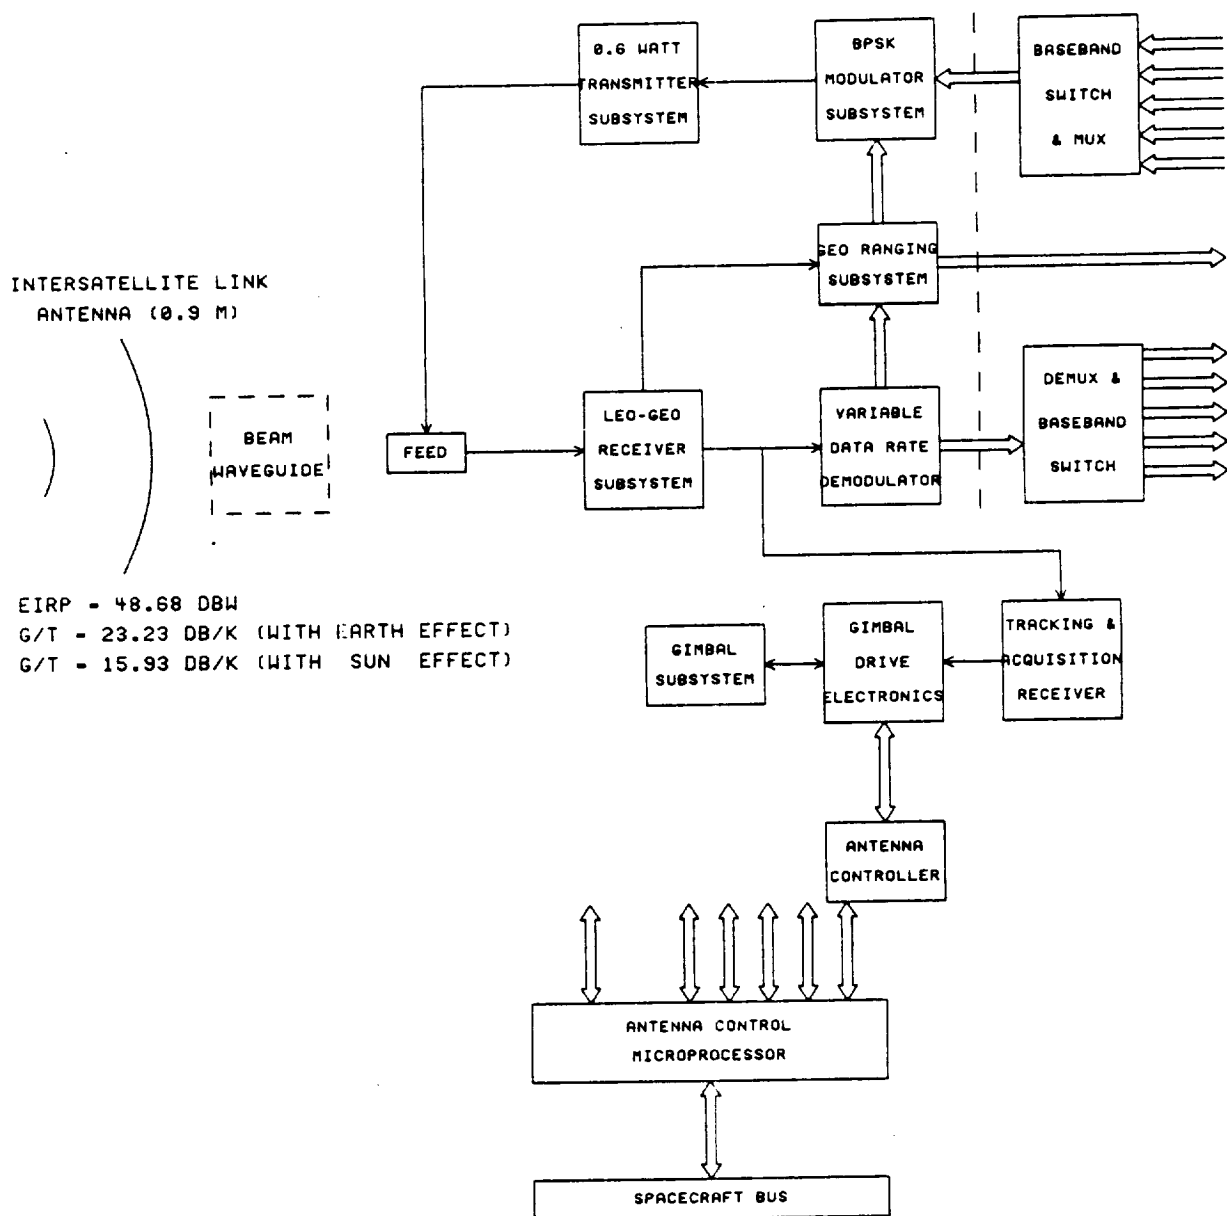 0.6 WATT
TRANSMITTER
SUBSYSTEM
BPSK
MODULATOR
SUBSYSTEM
BASEBAND
SWITCH
& MUX
GEO RANGING
SUBSYSTEM
INTERSATELLITE LINK
ANTENNA (0.9 M)
BEAM
WAVEGUIDE
FEED
LEO-GEO
RECEIVER
SUBSYSTEM
VARIABLE
DATA RATE
DEMODULATOR
DEMUX &
BASEBAND
SWITCH
EIRP = 48.68 DBW
G/T = 23.23 DB/K (WITH EARTH EFFECT)
G/T = 15.93 DB/K (WITH SUN EFFECT)
GIMBAL
SUBSYSTEM
GIMBAL
DRIVE
ELECTRONICS
TRACKING &
ACQUISITION
RECEIVER
ANTENNA
CONTROLLER
ANTENNA CONTROL
MICROPROCESSOR
SPACECRAFT BUS